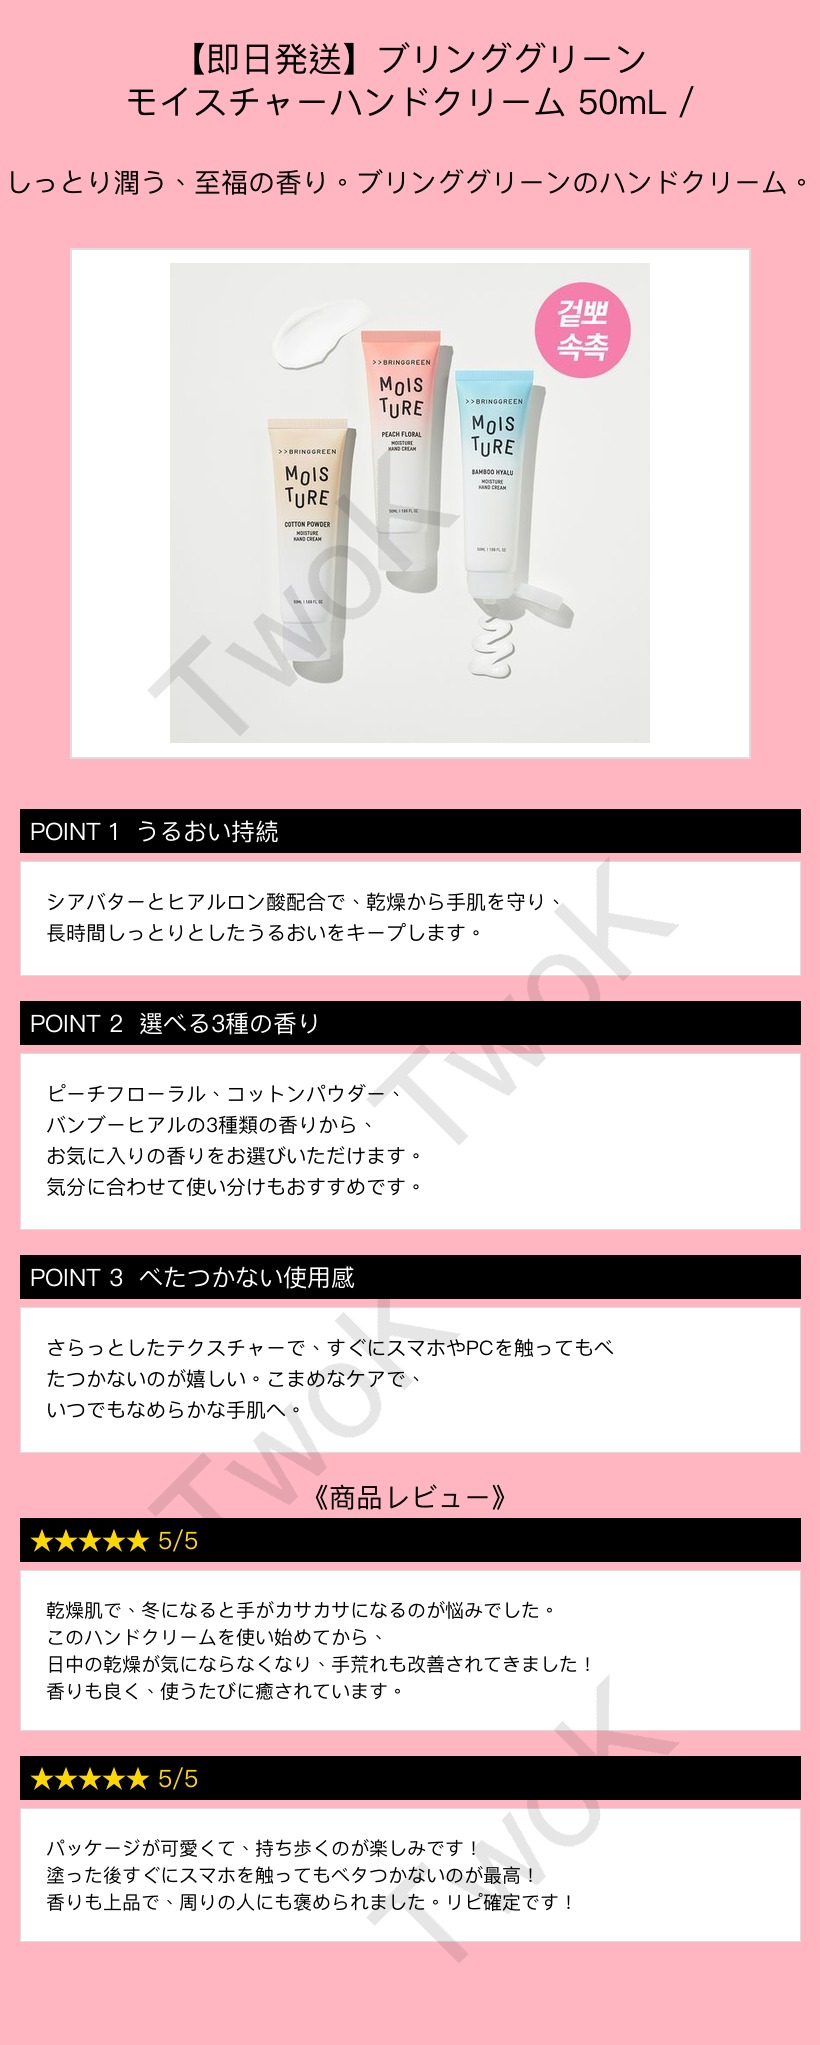 【即日発送】ブリンググリーン
モイスチャーハンドクリーム 50mL /
しっとり潤う、至福の香り。ブリンググリーンのハンドクリーム。
겉뽀
속촉
>>BRINGGREEN
MOIS
TURE
PEACH FLORAL
MOISTURE
HAND CREAM
50ML I 1.69 FL OZ
>>BRINGGREEN
MOIS
TURE
BAMBOO HYALU
MOISTURE
HAND CREAM
50ML I 1.69 FL OZ
>>BRINGGREEN
MOIS
TURE
COTTON POWDER
MOISTURE
HAND CREAM
50ML I 1.69 FL OZ
TwoK
POINT 1 うるおい持続
シアバターとヒアルロン酸配合で、乾燥から手肌を守り、
長時間しっとりとしたうるおいをキープします。
TwoK
POINT 2 選べる3種の香り
ピーチフローラル、コットンパウダー、
バンブーヒアルの3種類の香りから、
お気に入りの香りをお選びいただけます。
気分に合わせて使い分けもおすすめです。
POINT 3 べたつかない使用感
さらっとしたテクスチャーで、すぐにスマホやPCを触ってもべ
たつかないのが嬉しい。こまめなケアで、
いつでもなめらかな手肌へ。
TwoK
《商品レビュー》
★★★★★ 5/5
乾燥肌で、冬になると手がカサカサになるのが悩みでした。
このハンドクリームを使い始めてから、
日中の乾燥が気にならなくなり、手荒れも改善されてきました！
香りも良く、使うたびに癒されています。
★★★★★ 5/5
パッケージが可愛くて、持ち歩くのが楽しみです！
塗った後すぐにスマホを触ってもベタつかないのが最高！
香りも上品で、周りの人にも褒められました。リピ確定です！
TwoK